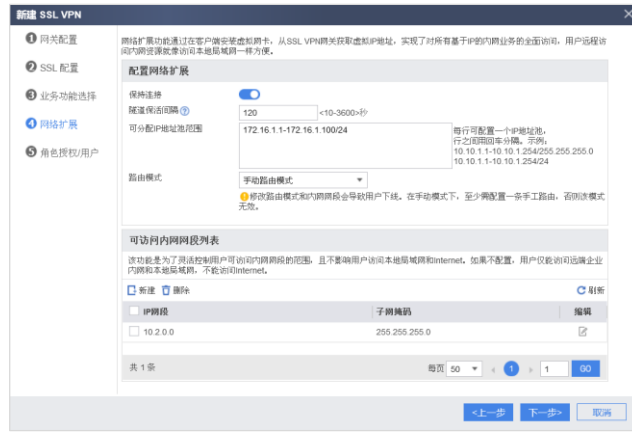 新建 SSL VPN
1 网关配置
2 SSL 配置
3 业务功能选择
4 网络扩展
5 角色授权/用户
网络扩展功能通过在客户端安装虚拟网卡，从SSL VPN网关获取虚拟IP地址，实现了对所有基于IP的内网业务的全面访问，用户远程访
问内网资源就像访问本地局域网一样方便。
配置网络扩展
保持连接
隧道保活间隔 ?
120
<10-3600>秒
可分配IP地址池范围
172.16.1.1-172.16.1.100/24
每行可配置一个IP地址池，
行之间用回车分隔。示例：
10.10.1.1-10.10.1.254/255.255.255.0
10.10.1.1-10.10.1.254/24
路由模式
手动路由模式
修改路由模式和内网网段会导致用户下线。在手动模式下，至少需配置一条手工路由，否则该模式
无效。
可访问内网网段列表
该功能是为了灵活控制用户可访问内网网段的范围，且不影响用户访问本地局域网和Internet。如果不配置，用户仅能访问远端企业
内网和本地局域网，不能访问Internet。
新建 删除
刷新
IP网段 子网掩码 编辑
10.2.0.0 255.255.255.0
共 1 条
每页 50 1 1 GO
<上一步 下一步> 取消